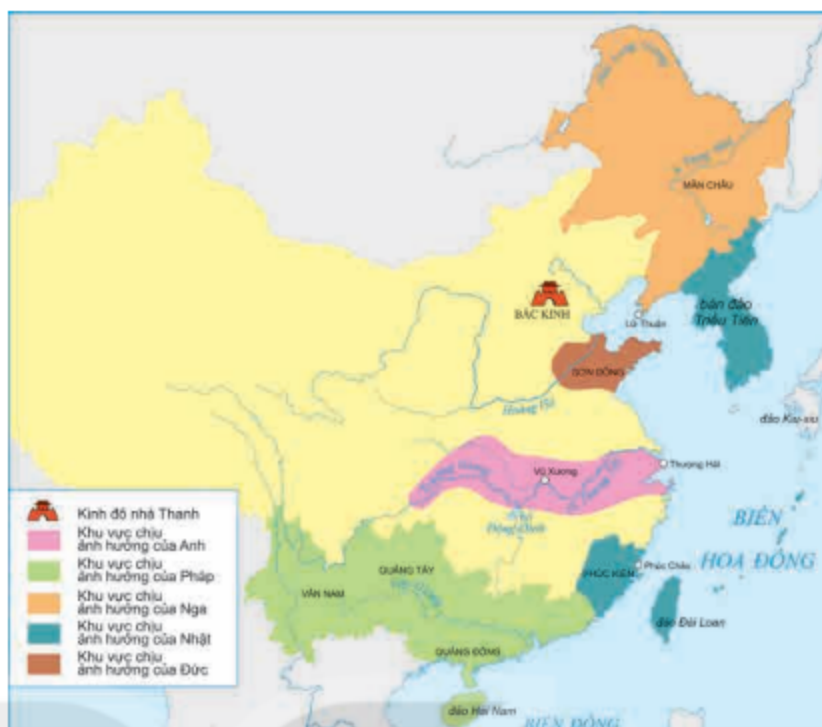 MÃN CHÂU
bán đảo
Triều Tiên
BẮC KINH
Lữ Thuận
SƠN ĐÔNG
Hoàng Hà
đảo Kiu-xiu
Thượng Hải
Vũ Xương
Động Đình
BIỂN
HOA ĐÔNG
PHÚC KIẾN
Phúc Châu
QUẢNG TÂY
VÂN NAM
đảo Đài Loan
QUẢNG ĐÔNG
đảo Hải Nam
BIỂN ĐÔNG
Kinh đô nhà Thanh
Khu vực chịu
ảnh hưởng của Anh
Khu vực chịu
ảnh hưởng của Pháp
Khu vực chịu
ảnh hưởng của Nga
Khu vực chịu
ảnh hưởng của Nhật
Khu vực chịu
ảnh hưởng của Đức